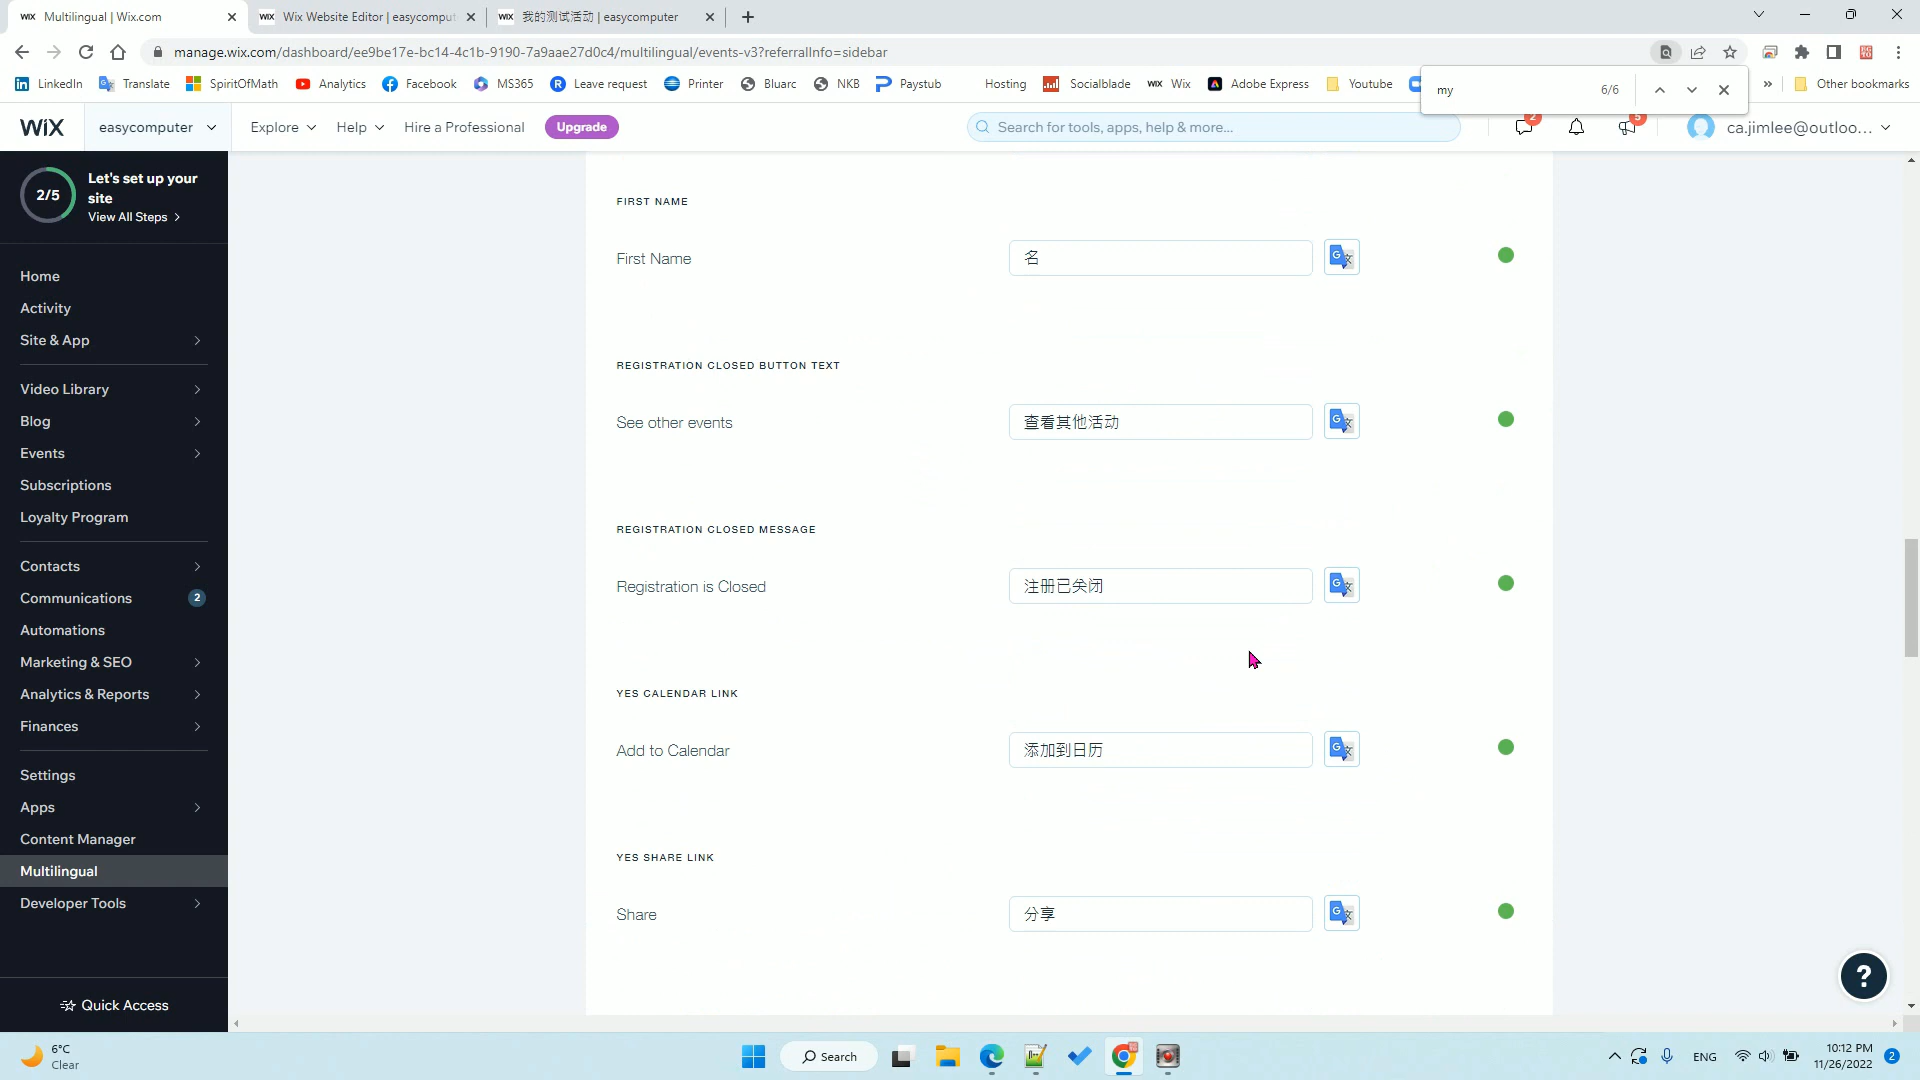 WiX Multilingual | Wix.com
WiX Wix Website Editor | easycomput
WiX 我的测试活动 | easycomputer
manage.wix.com/dashboard/ee9be17e-bc14-4c1b-9190-7a9aae27d0c4/multilingual/events-v3?referralInfo=sidebar
LinkedIn Translate SpiritOfMath Analytics Facebook MS365 Leave request Printer Bluarc NKB Paystub Hosting Socialblade WiX Wix Adobe Express Youtube » Other bookmarks
my 6/6
WiX easycomputer Explore Help Hire a Professional Upgrade Search for tools, apps, help & more... 2 5 ca.jimlee@outloo...
2/5
Let's set up your
site
View All Steps >
Home
Activity
Site & App
Video Library
Blog
Events
Subscriptions
Loyalty Program
Contacts
Communications 2
Automations
Marketing & SEO
Analytics & Reports
Finances
Settings
Apps
Content Manager
Multilingual
Developer Tools
Quick Access
FIRST NAME
First Name 名
REGISTRATION CLOSED BUTTON TEXT
See other events 查看其他活动
REGISTRATION CLOSED MESSAGE
Registration is Closed 注册已关闭
YES CALENDAR LINK
Add to Calendar 添加到日历
YES SHARE LINK
Share 分享
?
6°C
Clear
Search
ENG
10:12 PM
11/26/2022
2